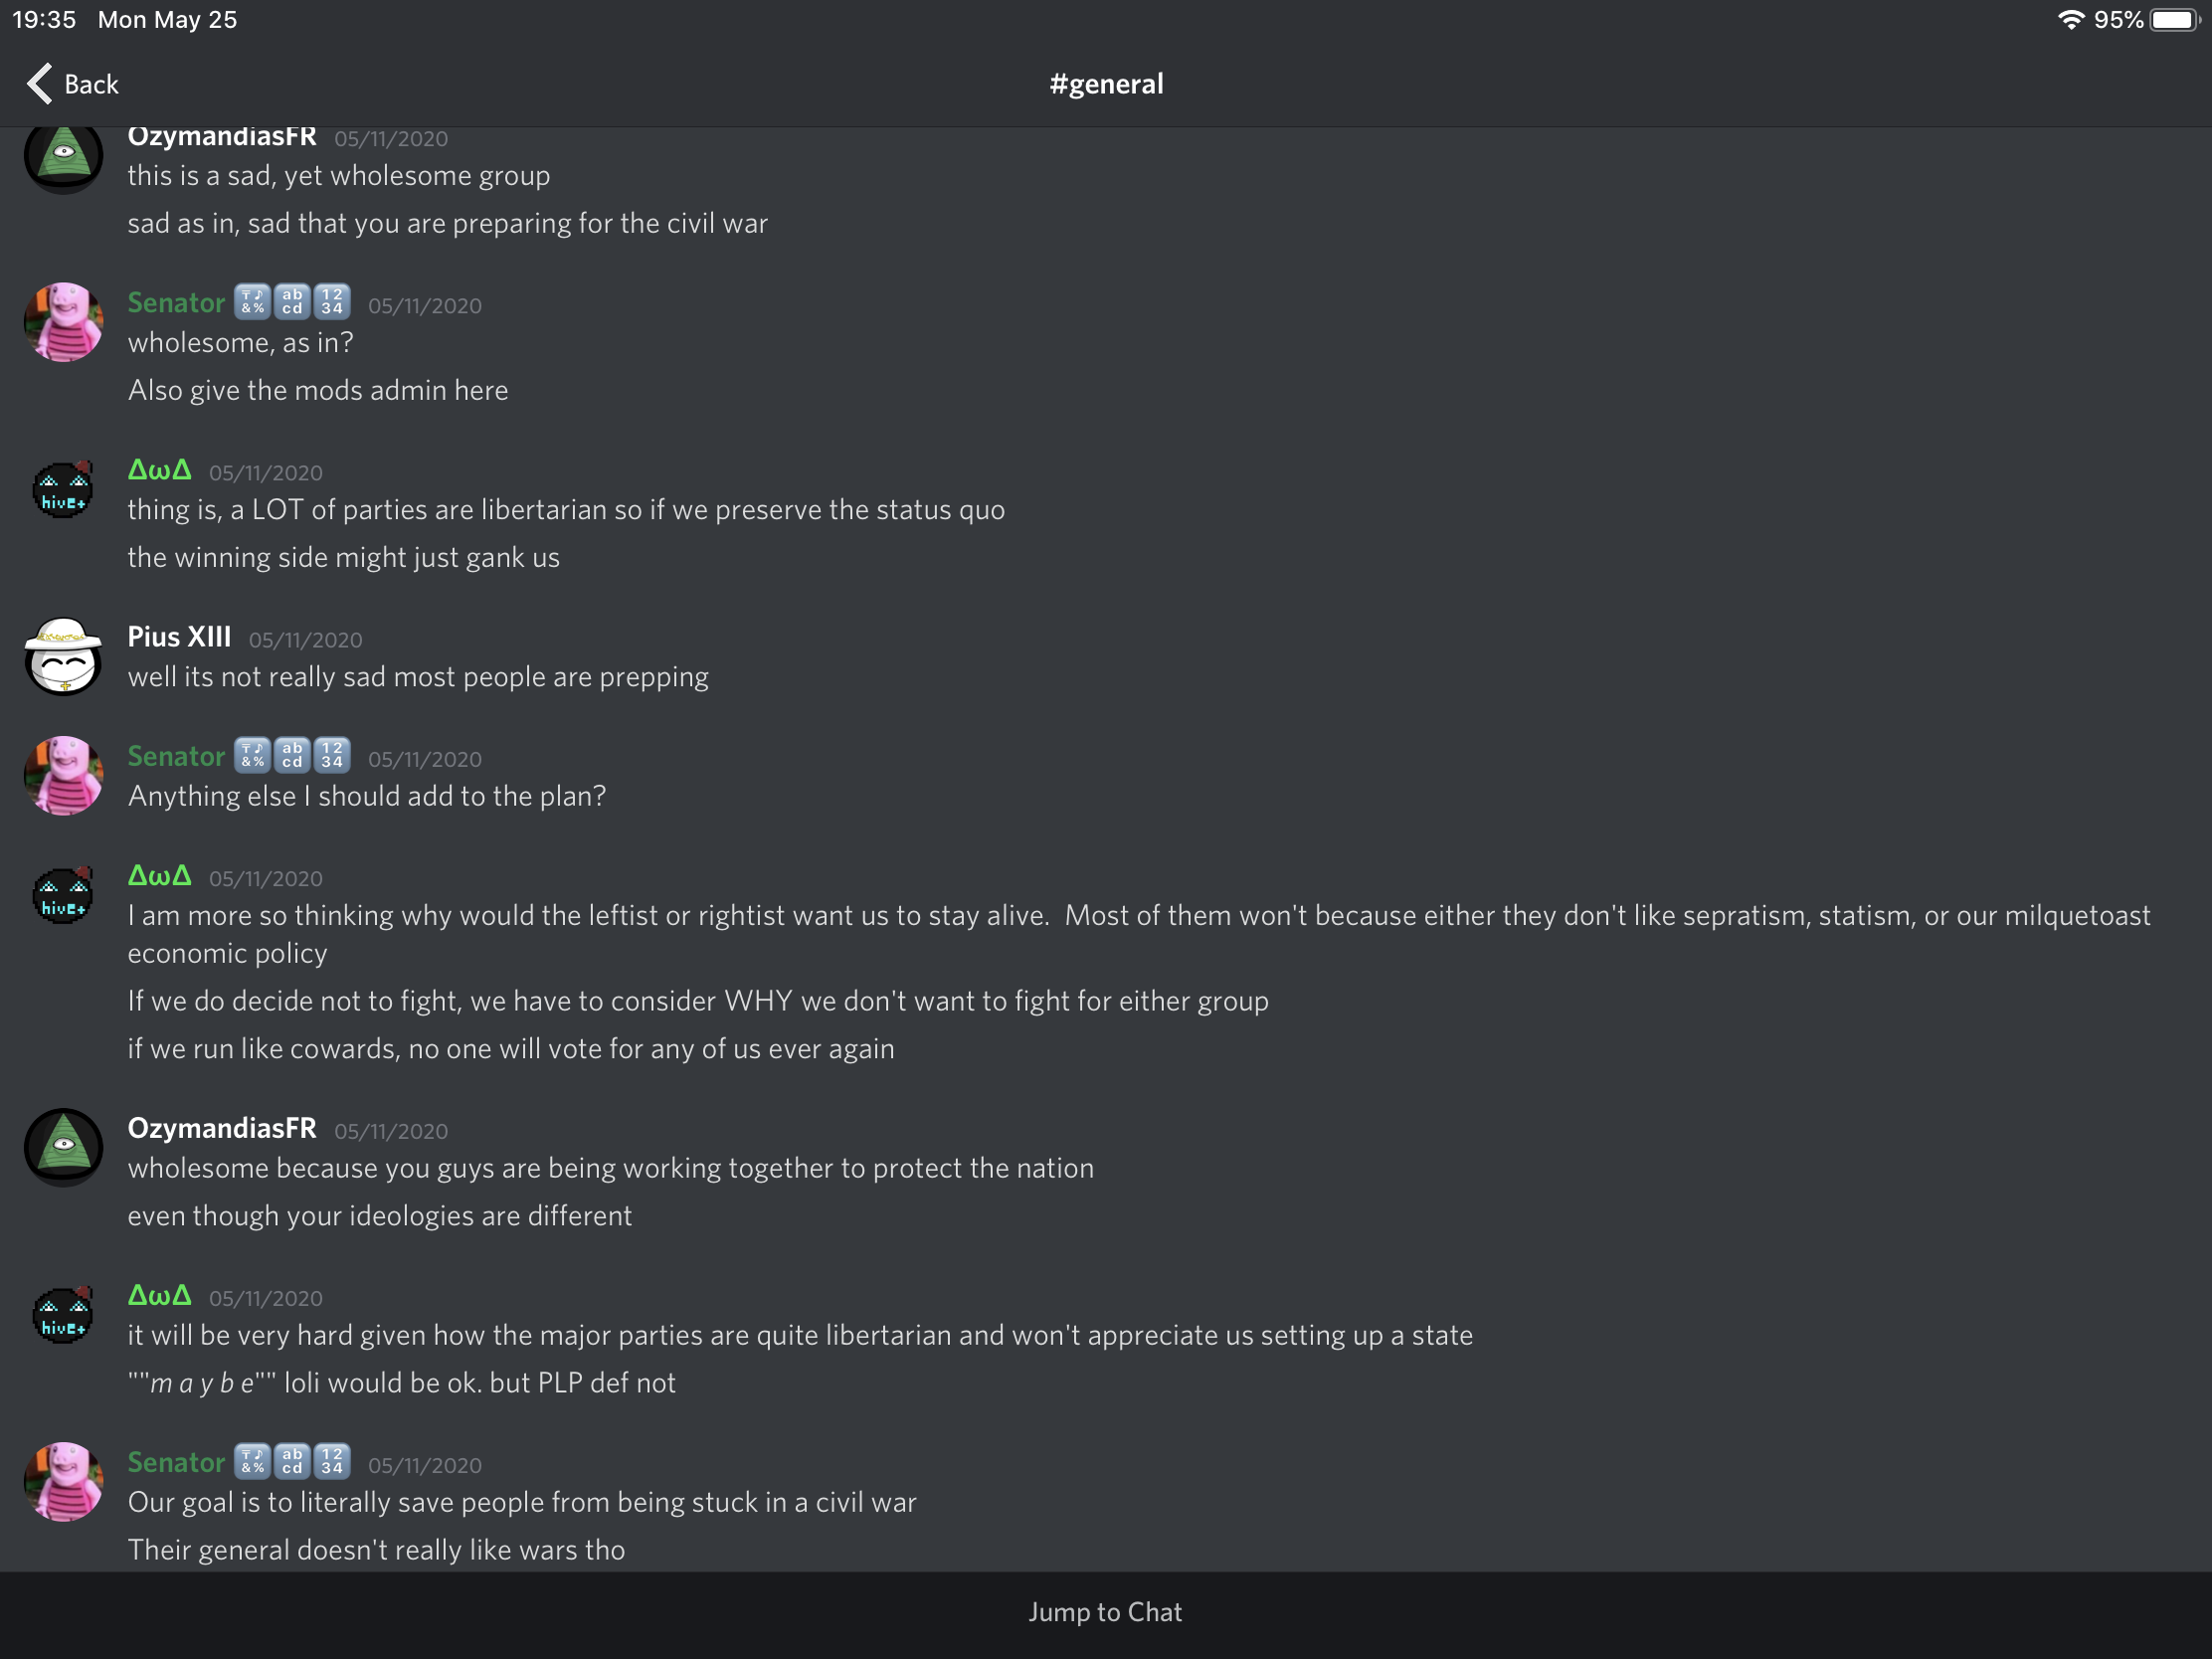 19:35 Mon May 25
95%
Back
#general
OzymandiasFR 05/11/2020
this is a sad, yet wholesome group
sad as in, sad that you are preparing for the civil war
Senator 🔣🔡🔢 05/11/2020
wholesome, as in?
Also give the mods admin here
ΔωΔ 05/11/2020
hivE+
thing is, a LOT of parties are libertarian so if we preserve the status quo
the winning side might just gank us
Pius XIII 05/11/2020
well its not really sad most people are prepping
Senator 🔣🔡🔢 05/11/2020
Anything else I should add to the plan?
ΔωΔ 05/11/2020
hivE+
I am more so thinking why would the leftist or rightist want us to stay alive.  Most of them won't because either they don't like sepratism, statism, or our milquetoast
economic policy
If we do decide not to fight, we have to consider WHY we don't want to fight for either group
if we run like cowards, no one will vote for any of us ever again
OzymandiasFR 05/11/2020
wholesome because you guys are being working together to protect the nation
even though your ideologies are different
ΔωΔ 05/11/2020
hivE+
it will be very hard given how the major parties are quite libertarian and won't appreciate us setting up a state
""m a y b e"" loli would be ok. but PLP def not
Senator 🔣🔡🔢 05/11/2020
Our goal is to literally save people from being stuck in a civil war
Their general doesn't really like wars tho
Jump to Chat